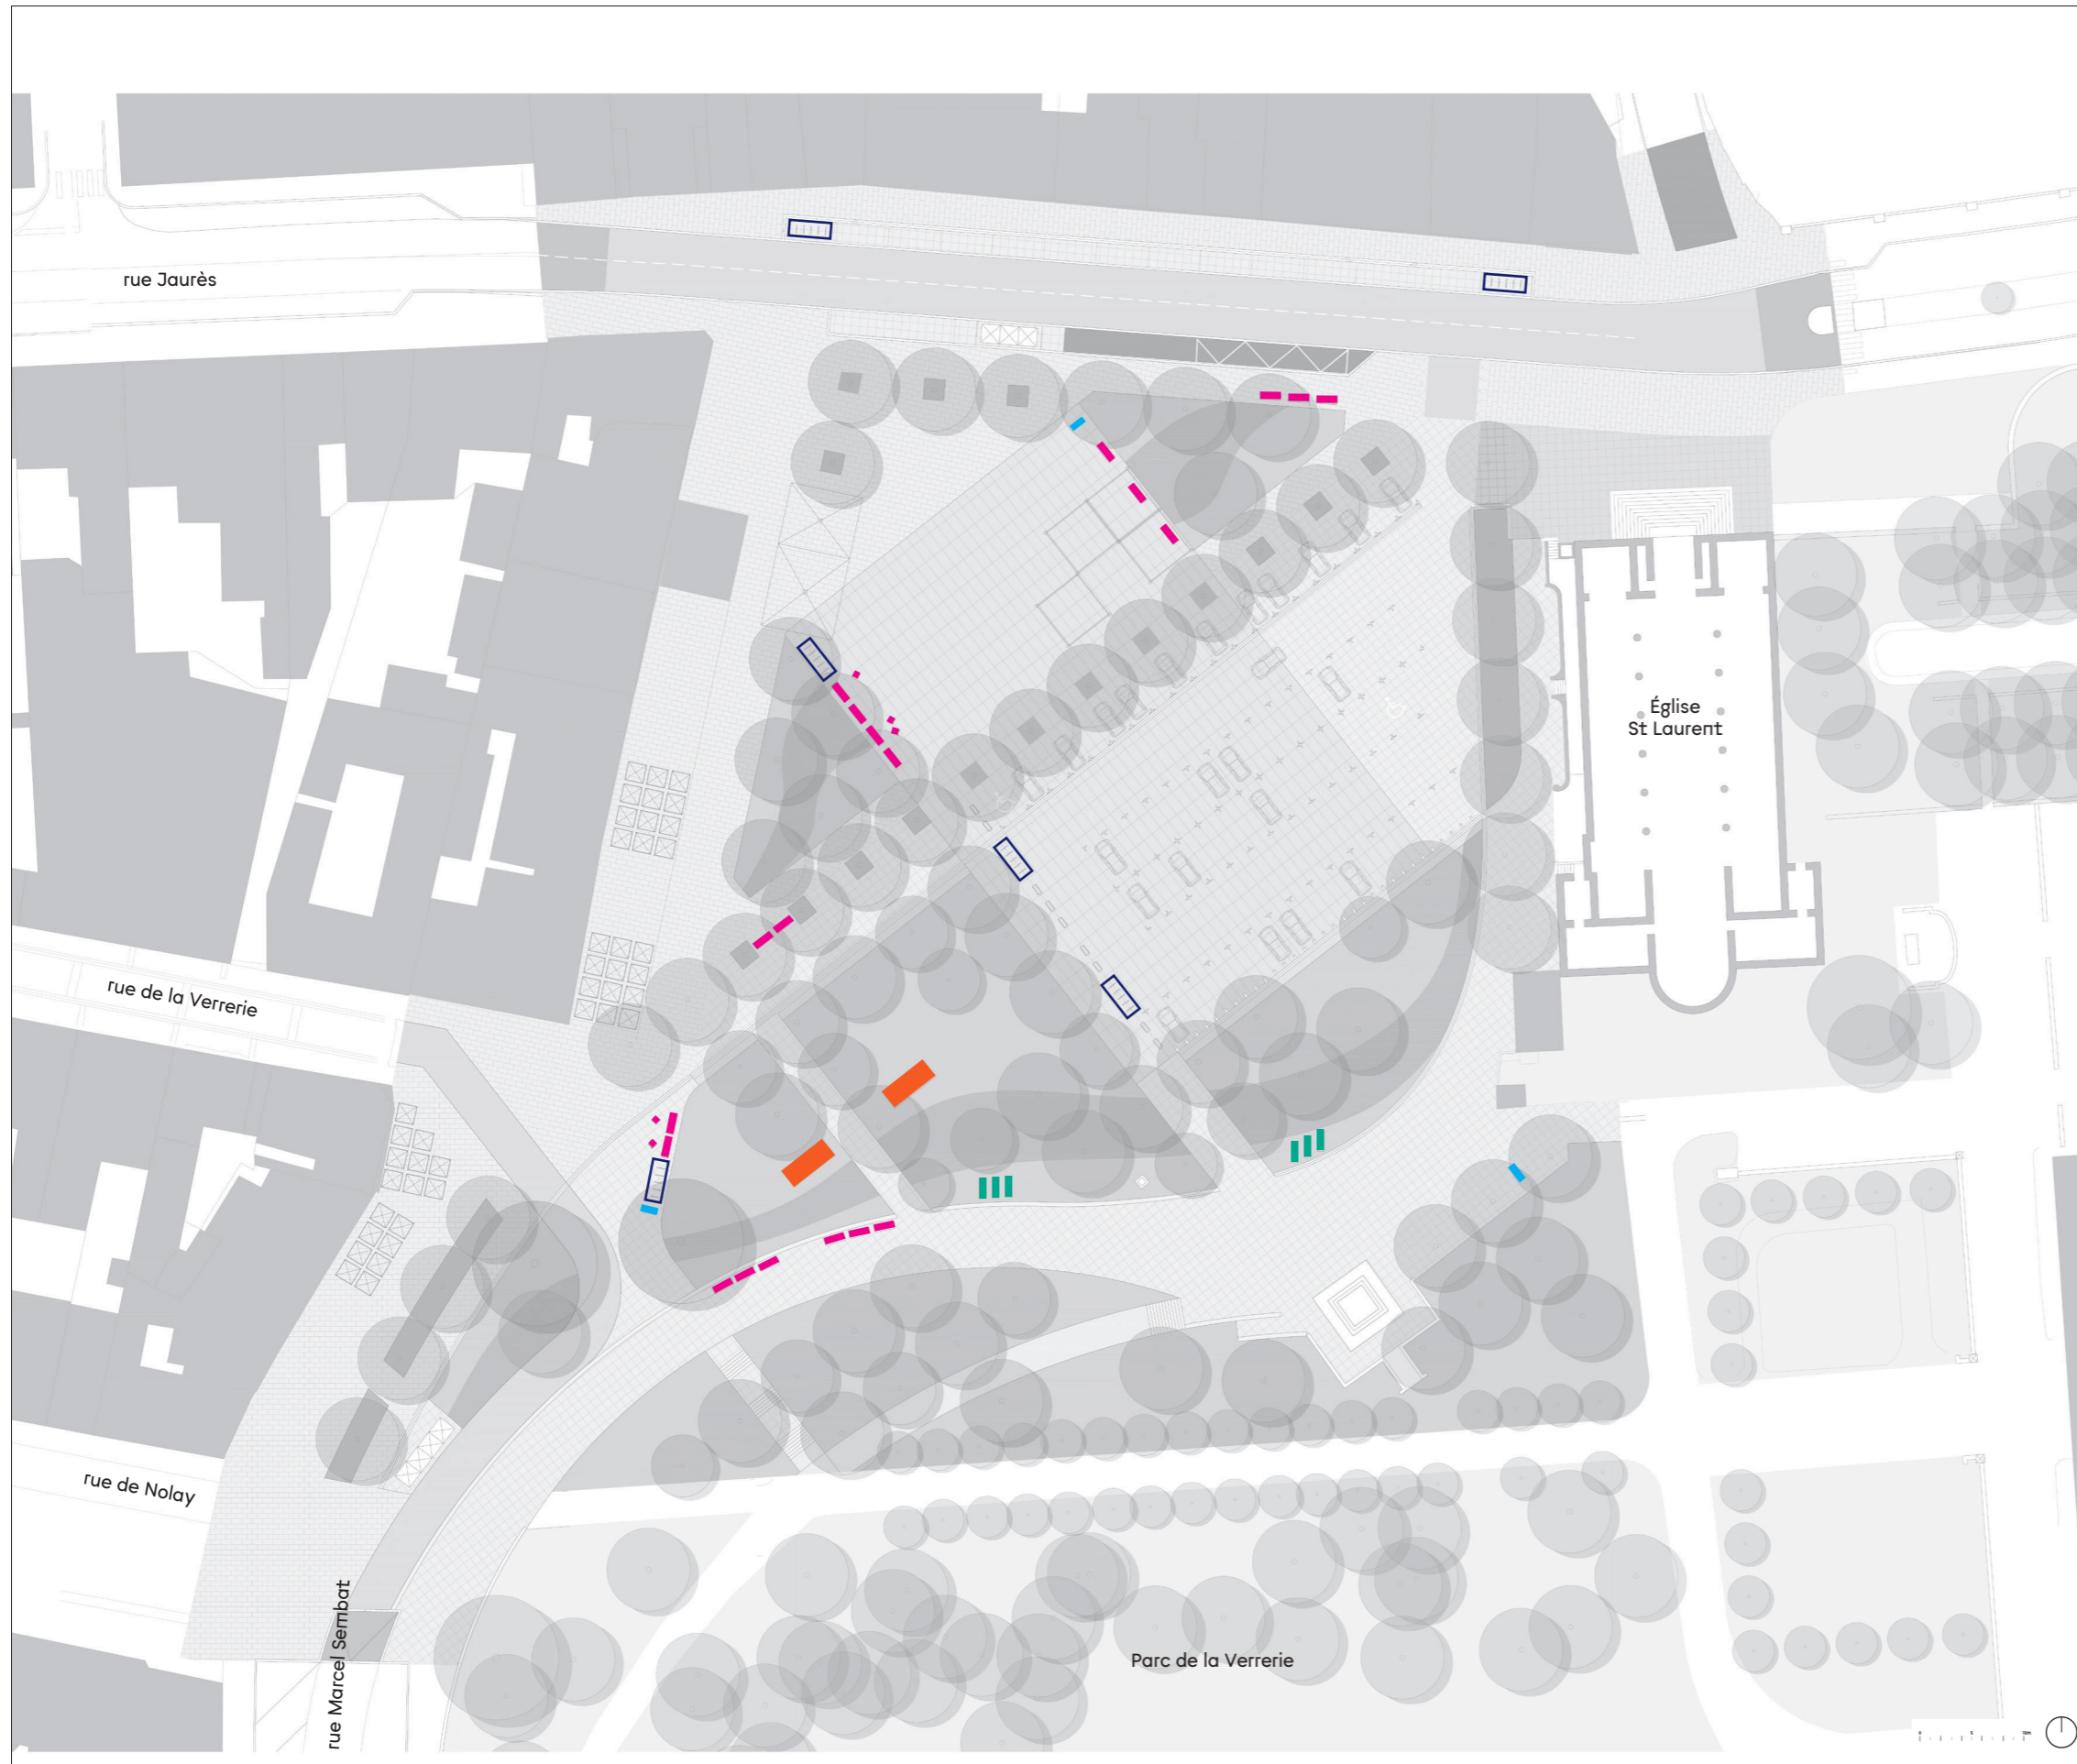 rue Jaurès
Église
St Laurent
rue de la Verrerie
rue de Nolay
rue Marcel Sembat
Parc de la Verrerie